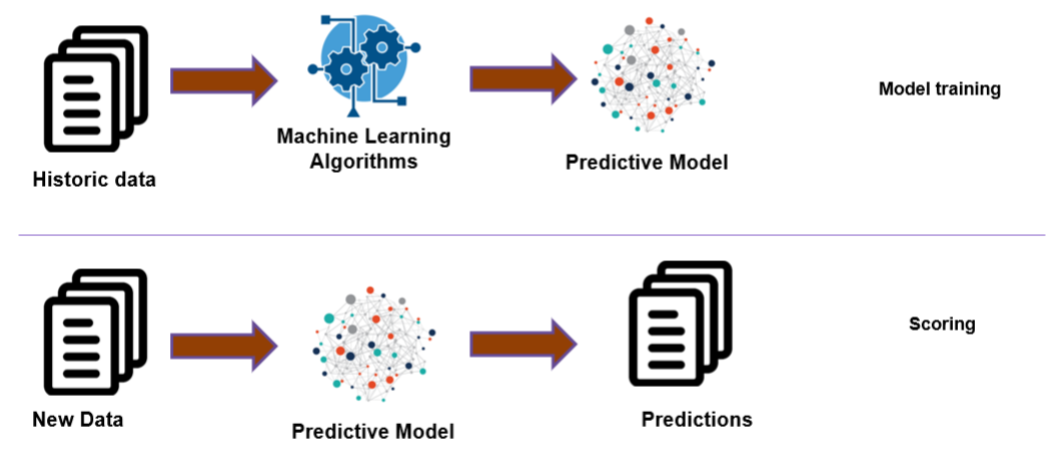 Historic data
Machine Learning
Algorithms
Predictive Model
Model training
New Data
Predictive Model
Predictions
Scoring